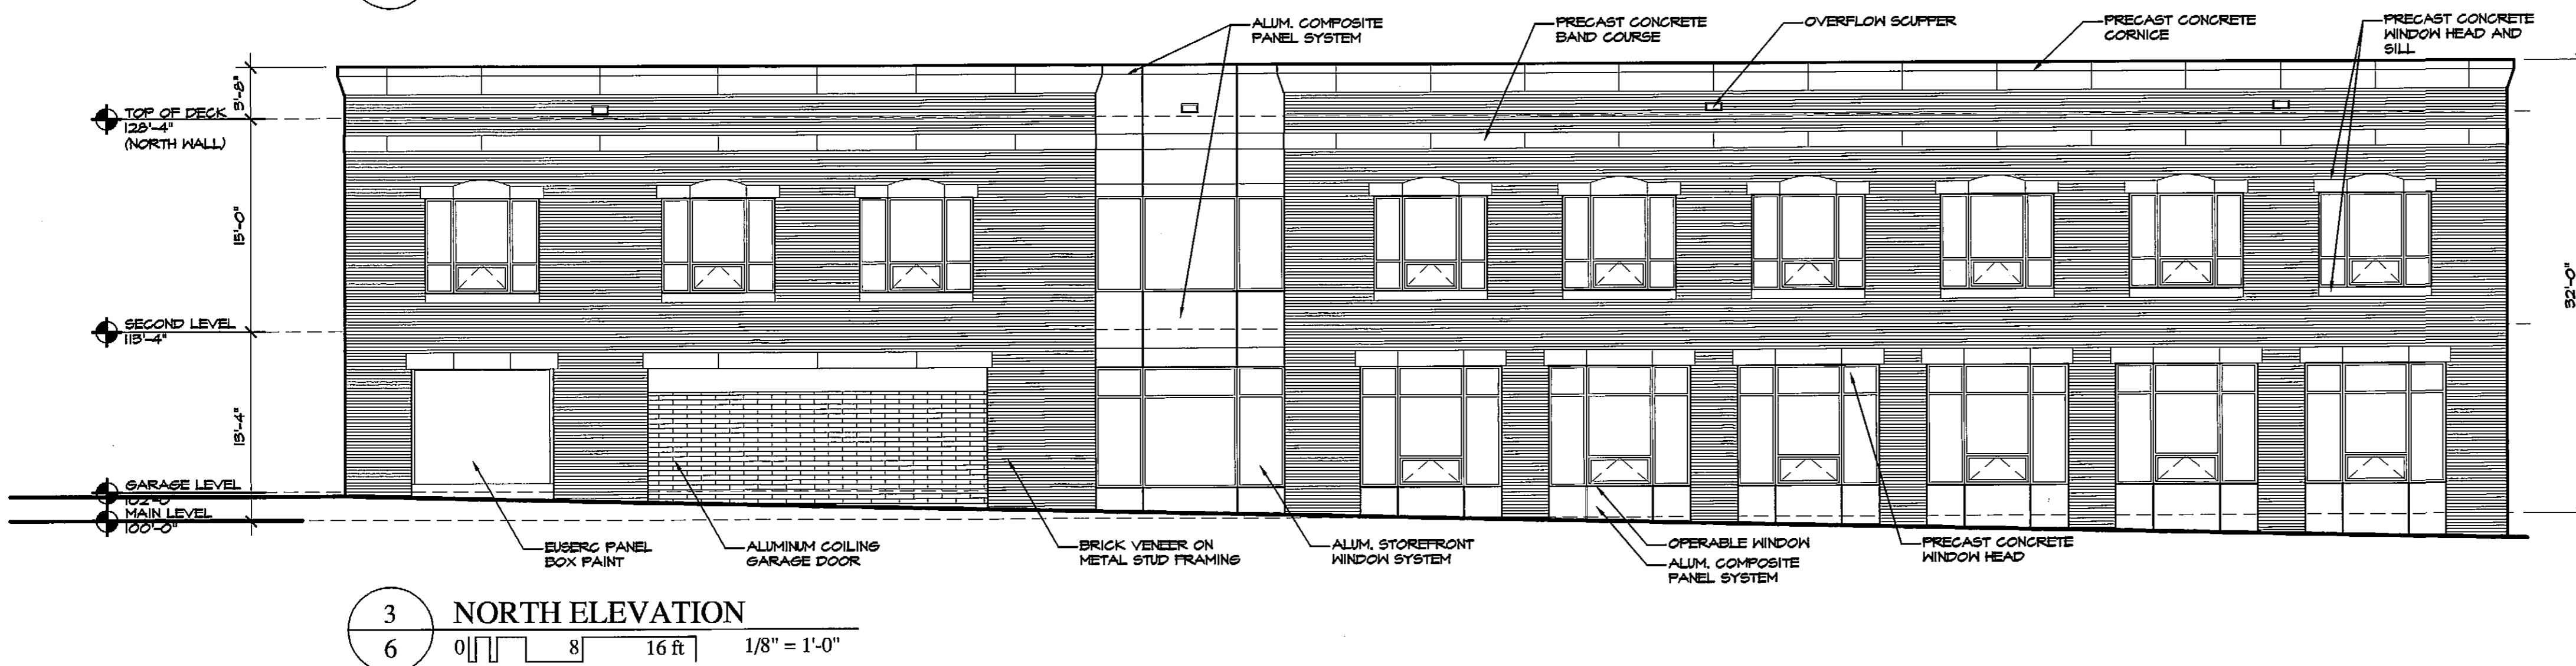 ALUM. COMPOSITE
PANEL SYSTEM
PRECAST CONCRETE
BAND COURSE
OVERFLOW SCUPPER
PRECAST CONCRETE
CORNICE
PRECAST CONCRETE
WINDOW HEAD AND
SILL
3'-8"
TOP OF DECK
128'-4"
(NORTH WALL)
15'-0"
SECOND LEVEL
113'-4"
32'-0"
13'-4"
GARAGE LEVEL
102'-0"
MAIN LEVEL
100'-0"
EUSERC PANEL
BOX PAINT
ALUMINUM COILING
GARAGE DOOR
BRICK VENEER ON
METAL STUD FRAMING
ALUM. STOREFRONT
WINDOW SYSTEM
OPERABLE WINDOW
ALUM. COMPOSITE
PANEL SYSTEM
PRECAST CONCRETE
WINDOW HEAD
3
6
NORTH ELEVATION
0 8 16 ft 1/8" = 1'-0"